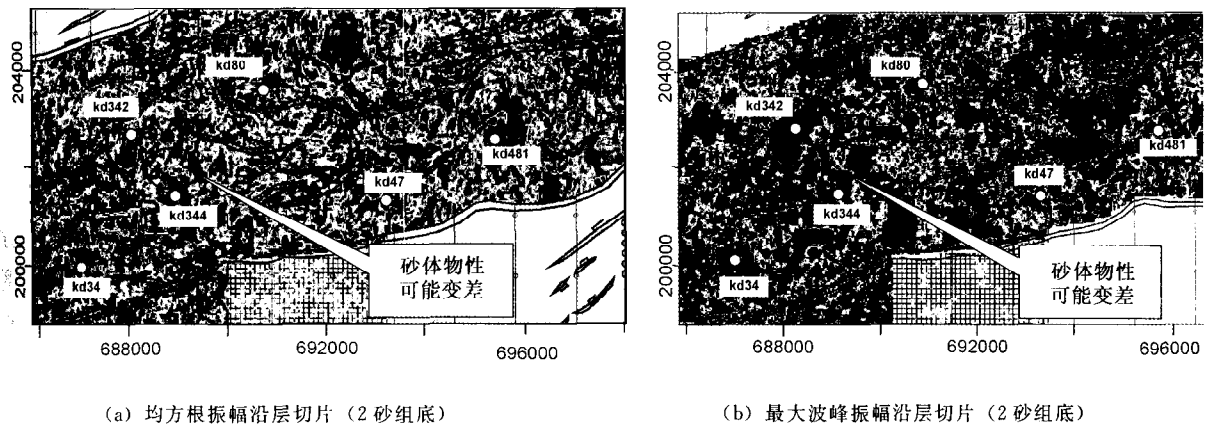 204000
200000
kd80
kd342
kd481
kd47
kd344
kd34
砂体物性
可能变差
688000
692000
696000
(a) 均方根振幅沿层切片 (2砂组底)
204000
200000
kd80
kd342
kd481
kd47
kd344
kd34
砂体物性
可能变差
688000
692000
696000
(b) 最大波峰振幅沿层切片 (2砂组底)